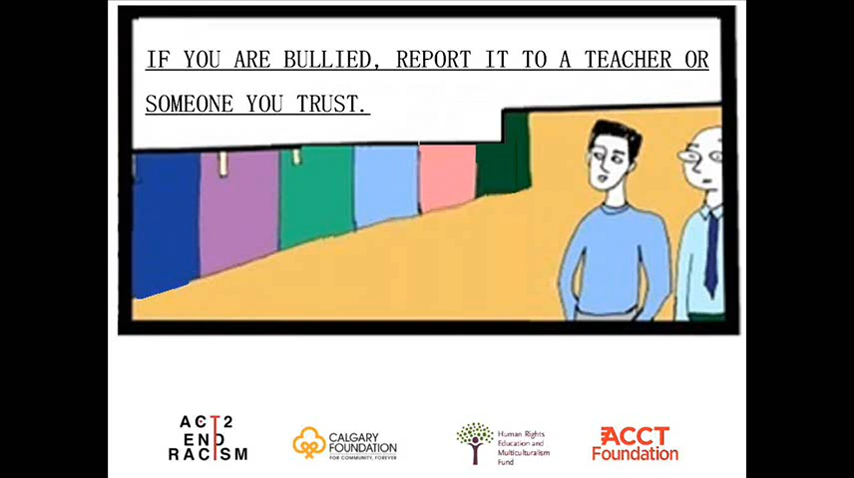 IF YOU ARE BULLIED, REPORT IT TO A TEACHER OR
SOMEONE YOU TRUST.
ACT2
END
RACISM
CALGARY
FOUNDATION
FOR COMMUNITY, FOREVER
Human Rights
Education and
Multiculturalism
Fund
ACCT
Foundation